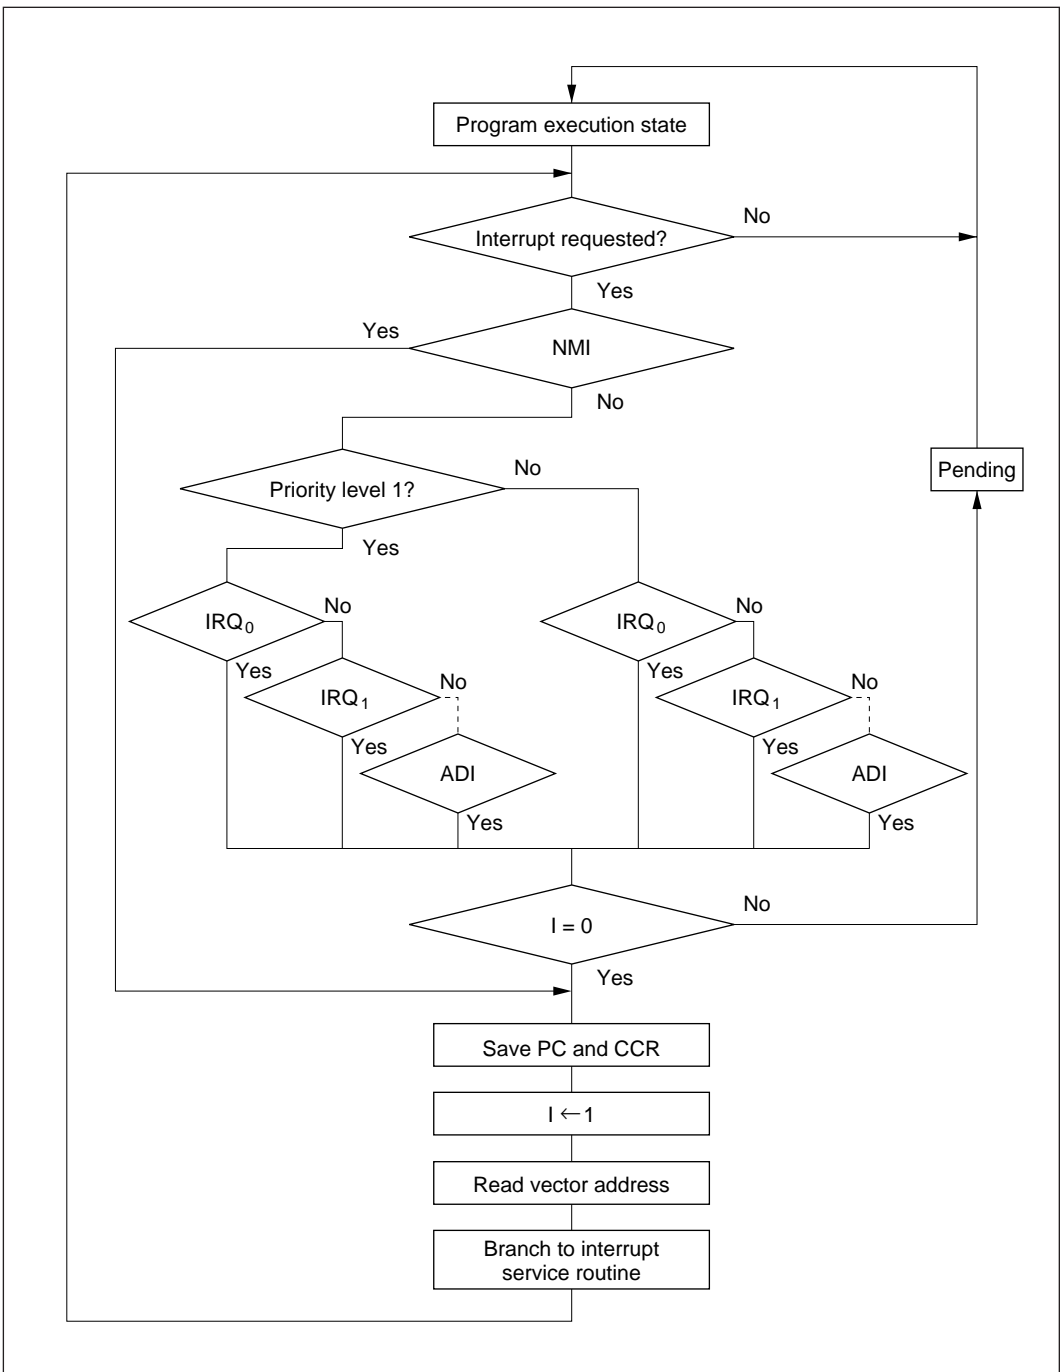 Program execution state
No
Interrupt requested?
Yes
Yes
NMI
No
No
Pending
Priority level 1?
Yes
No
No
IRQ0
IRQ0
Yes
No
Yes
No
IRQ1
IRQ1
Yes
Yes
ADI
ADI
Yes
Yes
No
I = 0
Yes
Save PC and CCR
I ← 1
Read vector address
Branch to interrupt
service routine